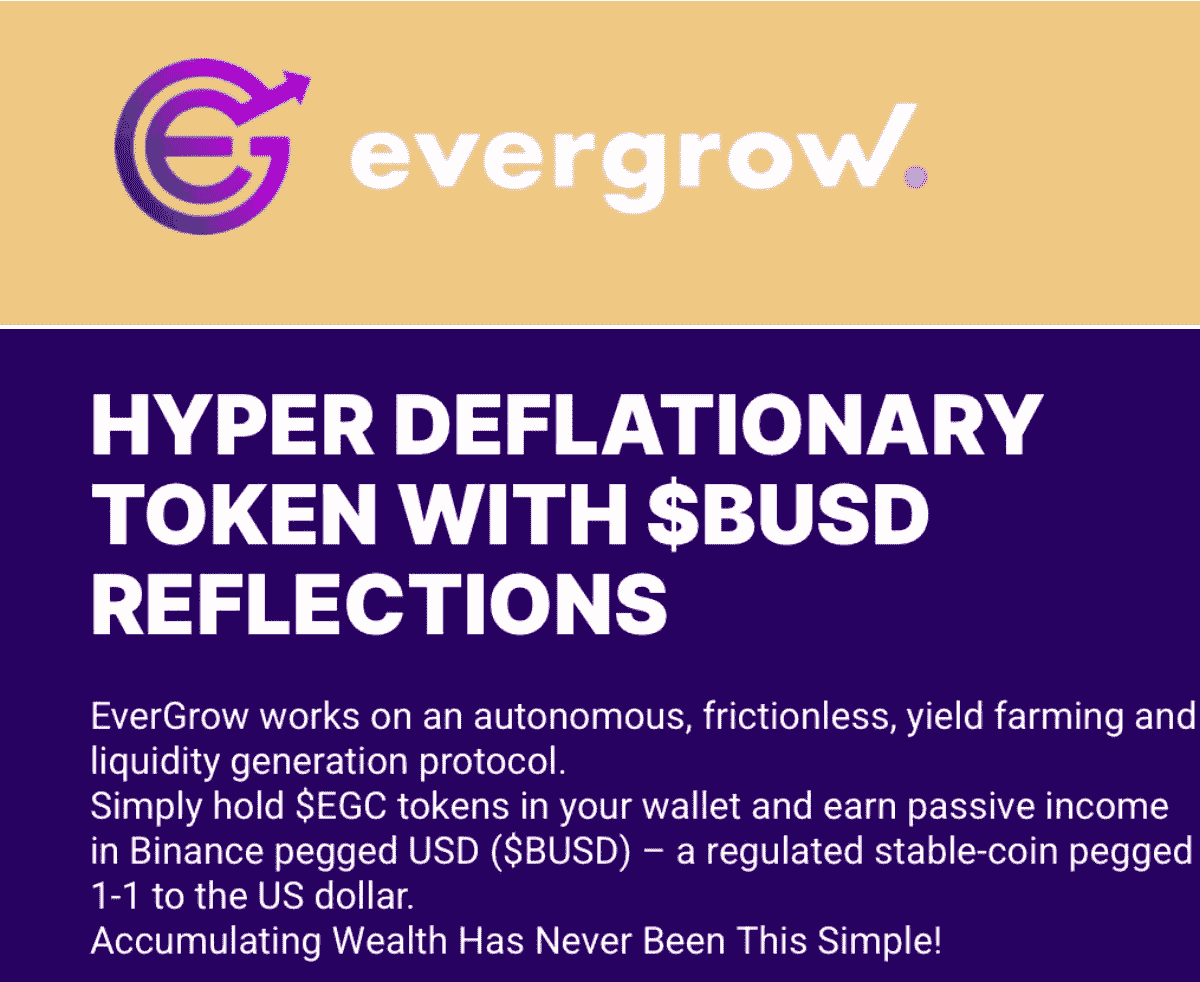 evergrow.
HYPER DEFLATIONARY
TOKEN WITH $BUSD
REFLECTIONS
EverGrow works on an autonomous, frictionless, yield farming and
liquidity generation protocol.
Simply hold $EGC tokens in your wallet and earn passive income
in Binance pegged USD ($BUSD) – a regulated stable-coin pegged
1-1 to the US dollar.
Accumulating Wealth Has Never Been This Simple!